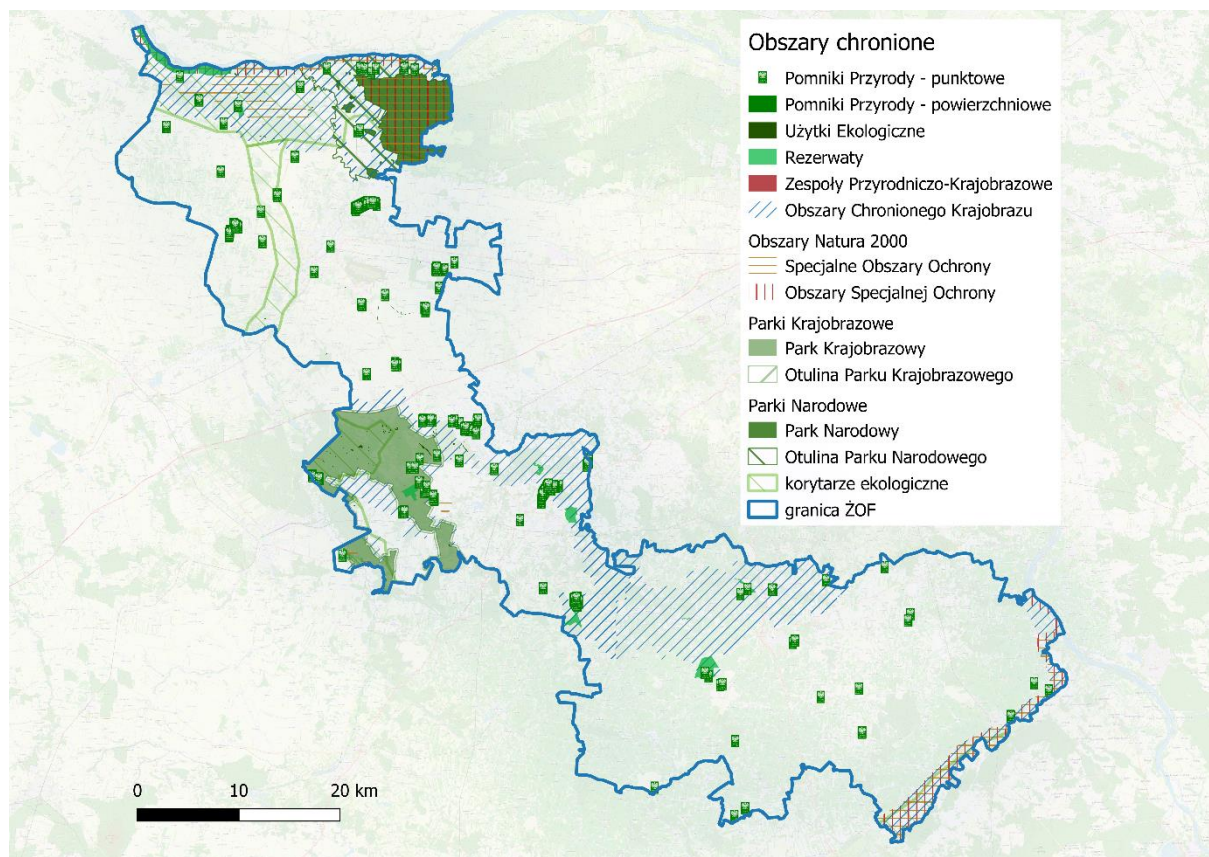 Obszary chronione
Pomniki Przyrody - punktowe
Pomniki Przyrody - powierzchniowe
Użytki Ekologiczne
Rezerwaty
Zespoły Przyrodniczo-Krajobrazowe
Obszary Chronionego Krajobrazu
Obszary Natura 2000
Specjalne Obszary Ochrony
Obszary Specjalnej Ochrony
Parki Krajobrazowe
Park Krajobrazowy
Otulina Parku Krajobrazowego
Parki Narodowe
Park Narodowy
Otulina Parku Narodowego
korytarze ekologiczne
granica ŻOF
0 10 20 km